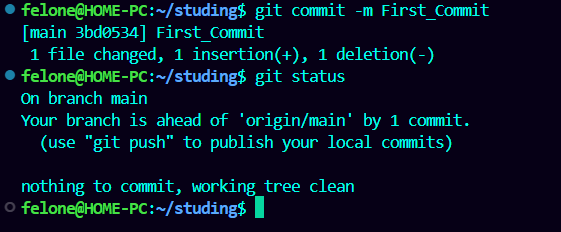 felone@HOME-PC:~/studing$ git commit -m First_Commit
[main 3bd0534] First_Commit
 1 file changed, 1 insertion(+), 1 deletion(-)
felone@HOME-PC:~/studing$ git status
On branch main
Your branch is ahead of 'origin/main' by 1 commit.
  (use "git push" to publish your local commits)

nothing to commit, working tree clean
felone@HOME-PC:~/studing$